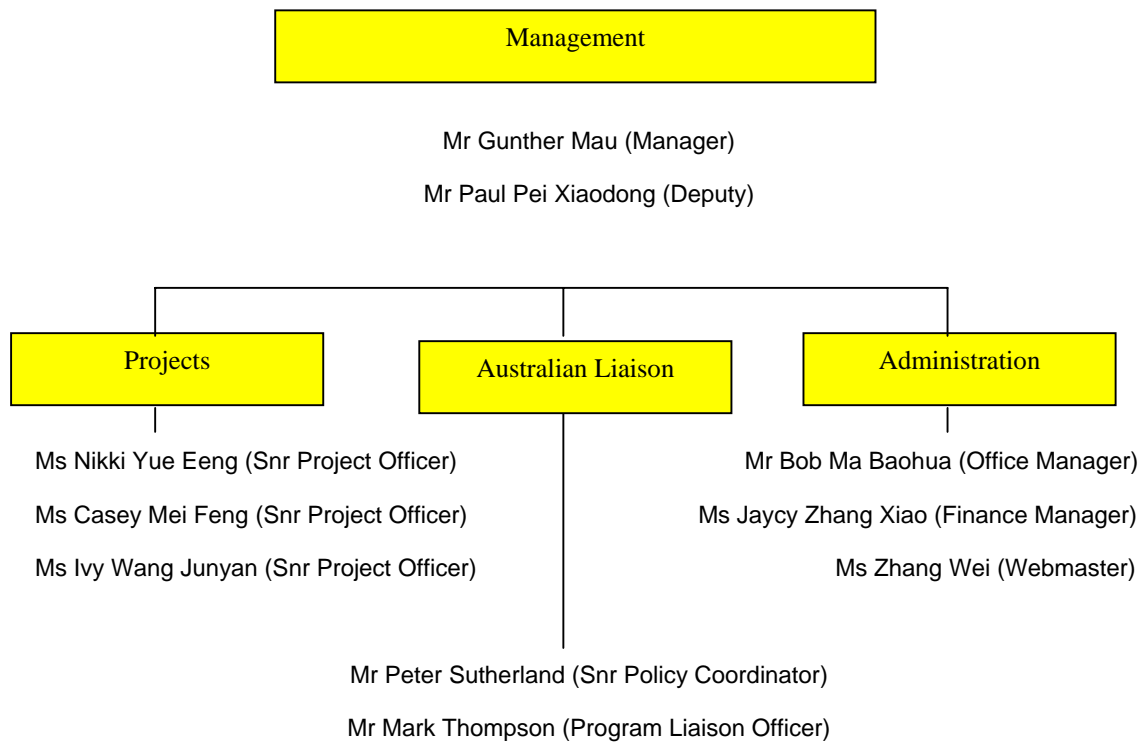 Management
Mr Gunther Mau (Manager)
Mr Paul Pei Xiaodong (Deputy)
Projects
Australian Liaison
Administration
Ms Nikki Yue Eeng (Snr Project Officer)
Ms Casey Mei Feng (Snr Project Officer)
Ms Ivy Wang Junyan (Snr Project Officer)
Mr Bob Ma Baohua (Office Manager)
Ms Jaycy Zhang Xiao (Finance Manager)
Ms Zhang Wei (Webmaster)
Mr Peter Sutherland (Snr Policy Coordinator)
Mr Mark Thompson (Program Liaison Officer)